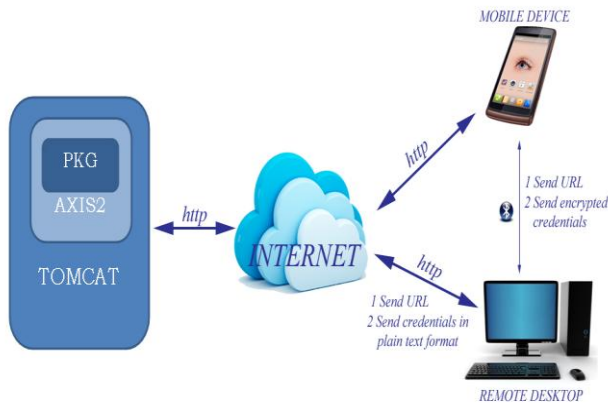 MOBILE DEVICE
PKG
AXIS2
TOMCAT
http
INTERNET
http
1 Send URL
2 Send encrypted
credentials
http
1 Send URL
2 Send credentials in
plain text format
REMOTE DESKTOP